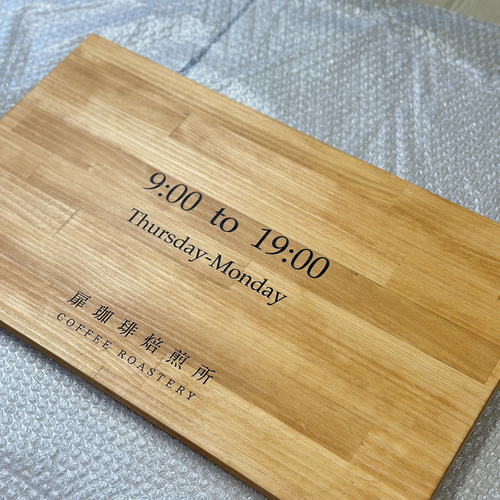 9:00 to 19:00
Thursday-Monday
扉珈琲焙煎所
COFFEE ROASTERY